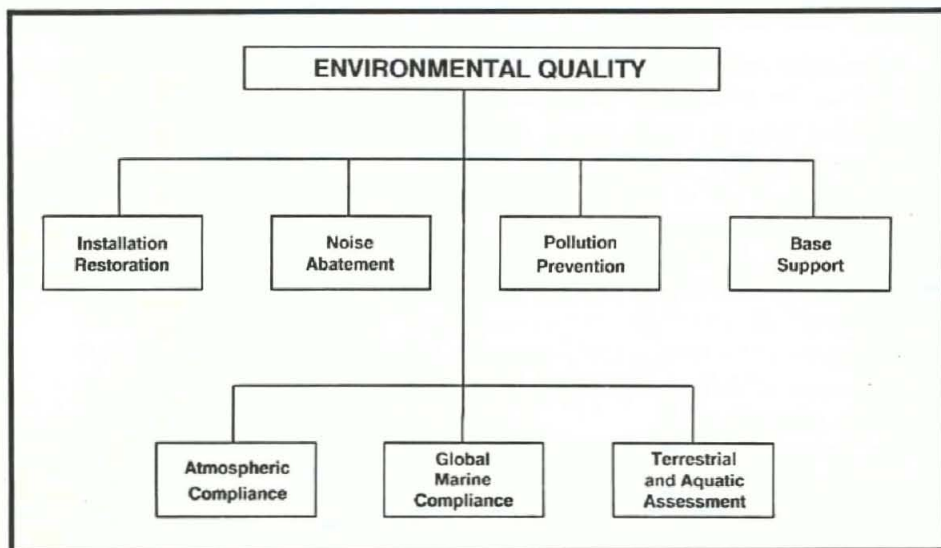 ENVIRONMENTAL QUALITY
Installation
Restoration
Noise
Abatement
Pollution
Prevention
Base
Support
Atmospheric
Compliance
Global
Marine
Compliance
Terrestrial
and Aquatic
Assessment